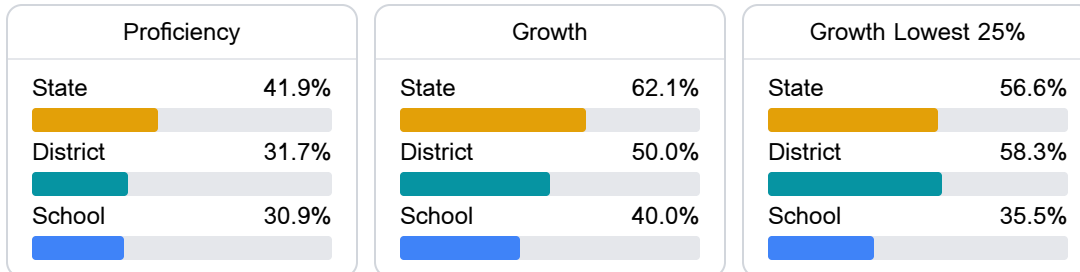 Proficiency
State 41.9%
District 31.7%
School 30.9%
Growth
State 62.1%
District 50.0%
School 40.0%
Growth Lowest 25%
State 56.6%
District 58.3%
School 35.5%